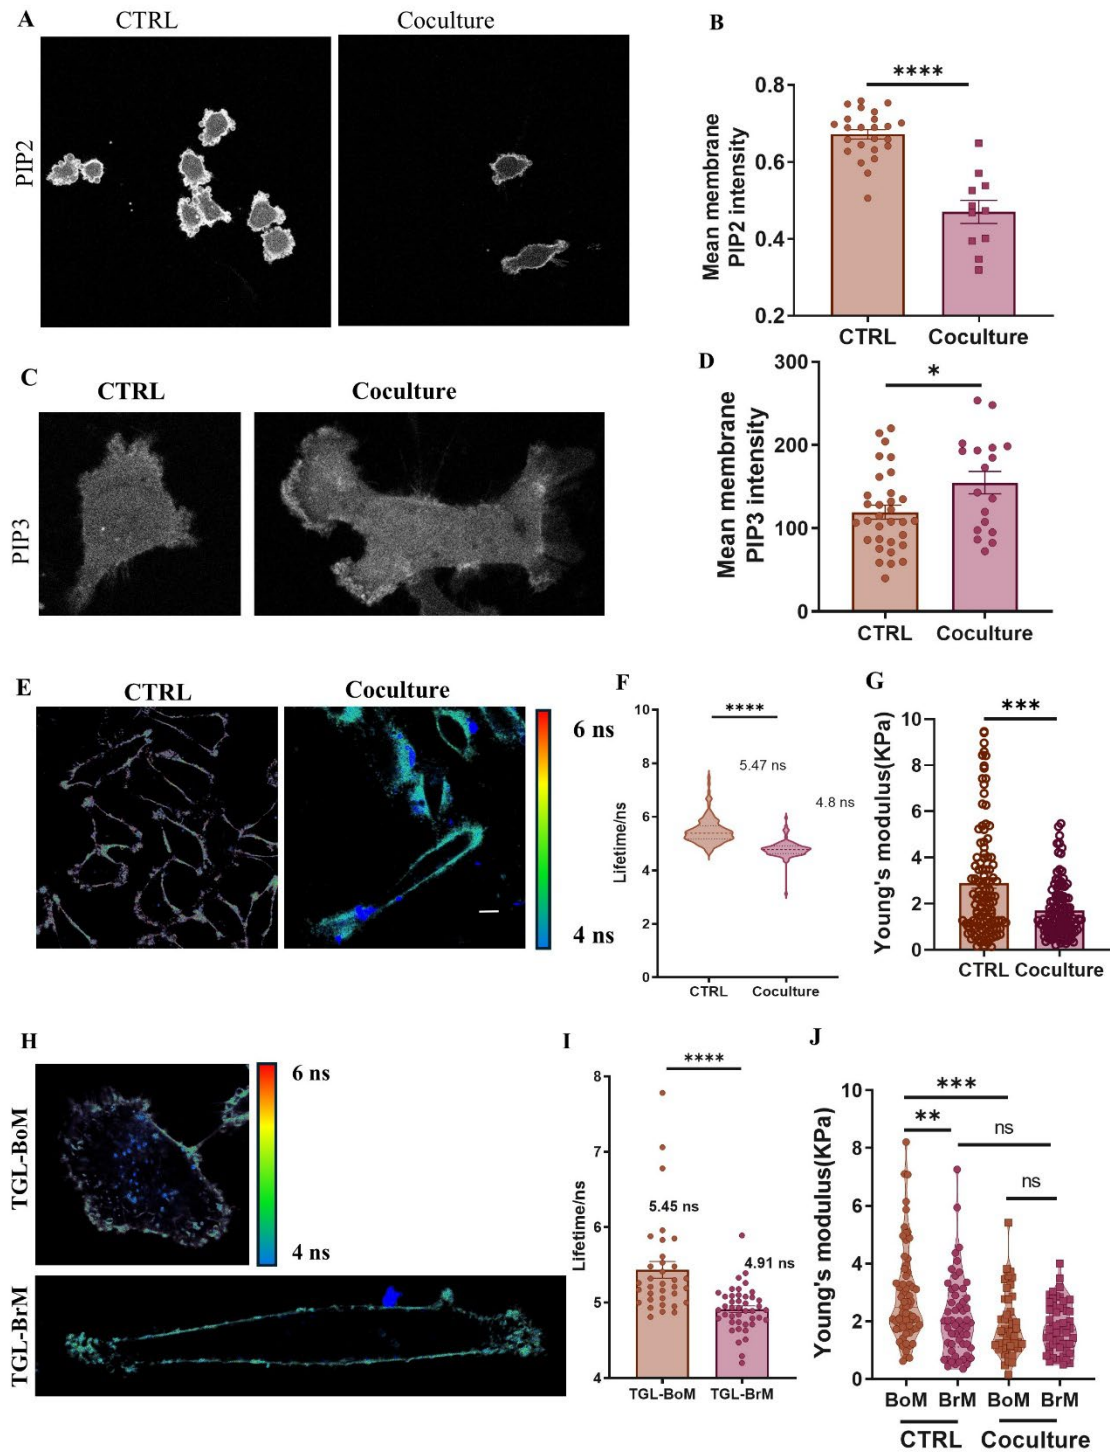 A
CTRL
Coculture
PIP2
B
****
Mean membrane
PIP2 intensity
0.8
0.6
0.4
0.2
CTRL
Coculture
C
CTRL
Coculture
PIP3
D
*
Mean membrane
PIP3 intensity
300
200
100
0
CTRL
Coculture
E
CTRL
Coculture
6 ns
4 ns
F
****
5.47 ns
4.8 ns
Lifetime/ns
10
8
6
4
2
0
CTRL
Coculture
G
***
Young's modulus(KPa)
10
8
6
4
2
0
CTRL
Coculture
H
TGL-BoM
6 ns
4 ns
TGL-BrM
I
****
5.45 ns
4.91 ns
Lifetime/ns
8
7
6
5
4
TGL-BoM
TGL-BrM
J
***
**
ns
ns
Young's modulus(KPa)
10
8
6
4
2
0
BoM BrM BoM BrM
CTRL Coculture